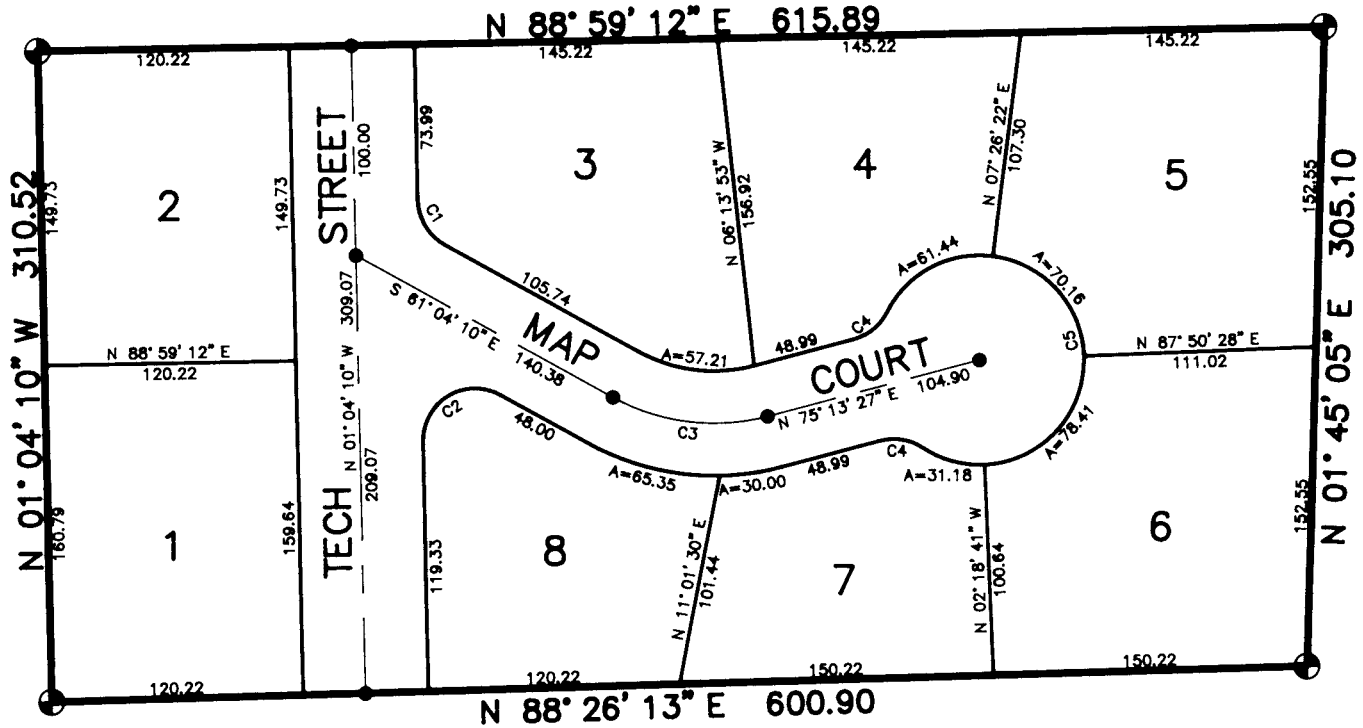 N 88° 59' 12" E 615.89
120.22
145.22
145.22
145.22
N 01° 04' 10" W 310.52
149.73
2
149.73
STREET
100.00
73.99
C1
3
N 06° 13' 53" W
156.92
4
N 07° 26' 22" E
107.30
5
152.55
N 01° 45' 05" E 305.10
105.74
S 61° 04' 10" E
140.38
MAP
A=57.21
48.99
C4
A=61.44
A=70.16
C5
N 87° 50' 28" E
111.02
N 88° 59' 12" E
120.22
N 01° 04' 10" W 309.07
COURT
N 75° 13' 27" E 104.90
C3
C2
48.00
A=65.35
A=30.00
48.99
C4
A=31.18
A=78.41
160.79
1
159.64
TECH
209.07
119.33
8
N 11° 01' 30" E
101.44
7
N 02° 18' 41" W
100.64
6
152.55
120.22
120.22
150.22
150.22
N 88° 26' 13" E 600.90